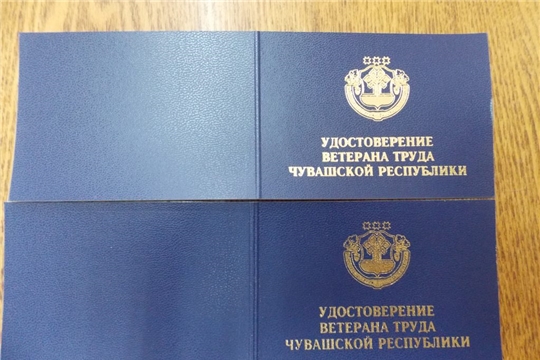 УДОСТОВЕРЕНИЕ
ВЕТЕРАНА ТРУДА
ЧУВАШСКОЙ РЕСПУБЛИКИ
УДОСТОВЕРЕНИЕ
ВЕТЕРАНА ТРУДА
ЧУВАШСКОЙ РЕСПУБЛИКИ